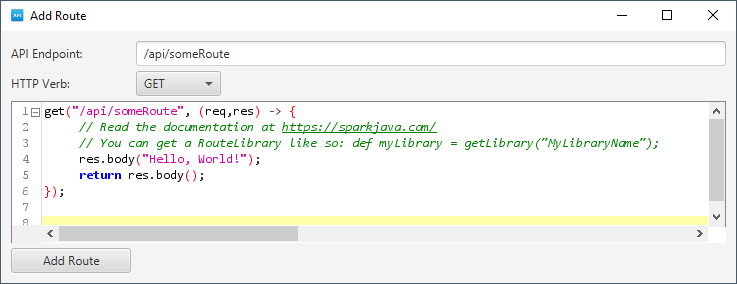 API Add Route
API Endpoint: /api/someRoute
HTTP Verb: GET
1 get("/api/someRoute", (req,res) -> {
2 // Read the documentation at https://sparkjava.com/
3 // You can get a RouteLibrary like so: def myLibrary = getLibrary("MyLibraryName");
4 res.body("Hello, World!");
5 return res.body();
6 });
7
8
Add Route